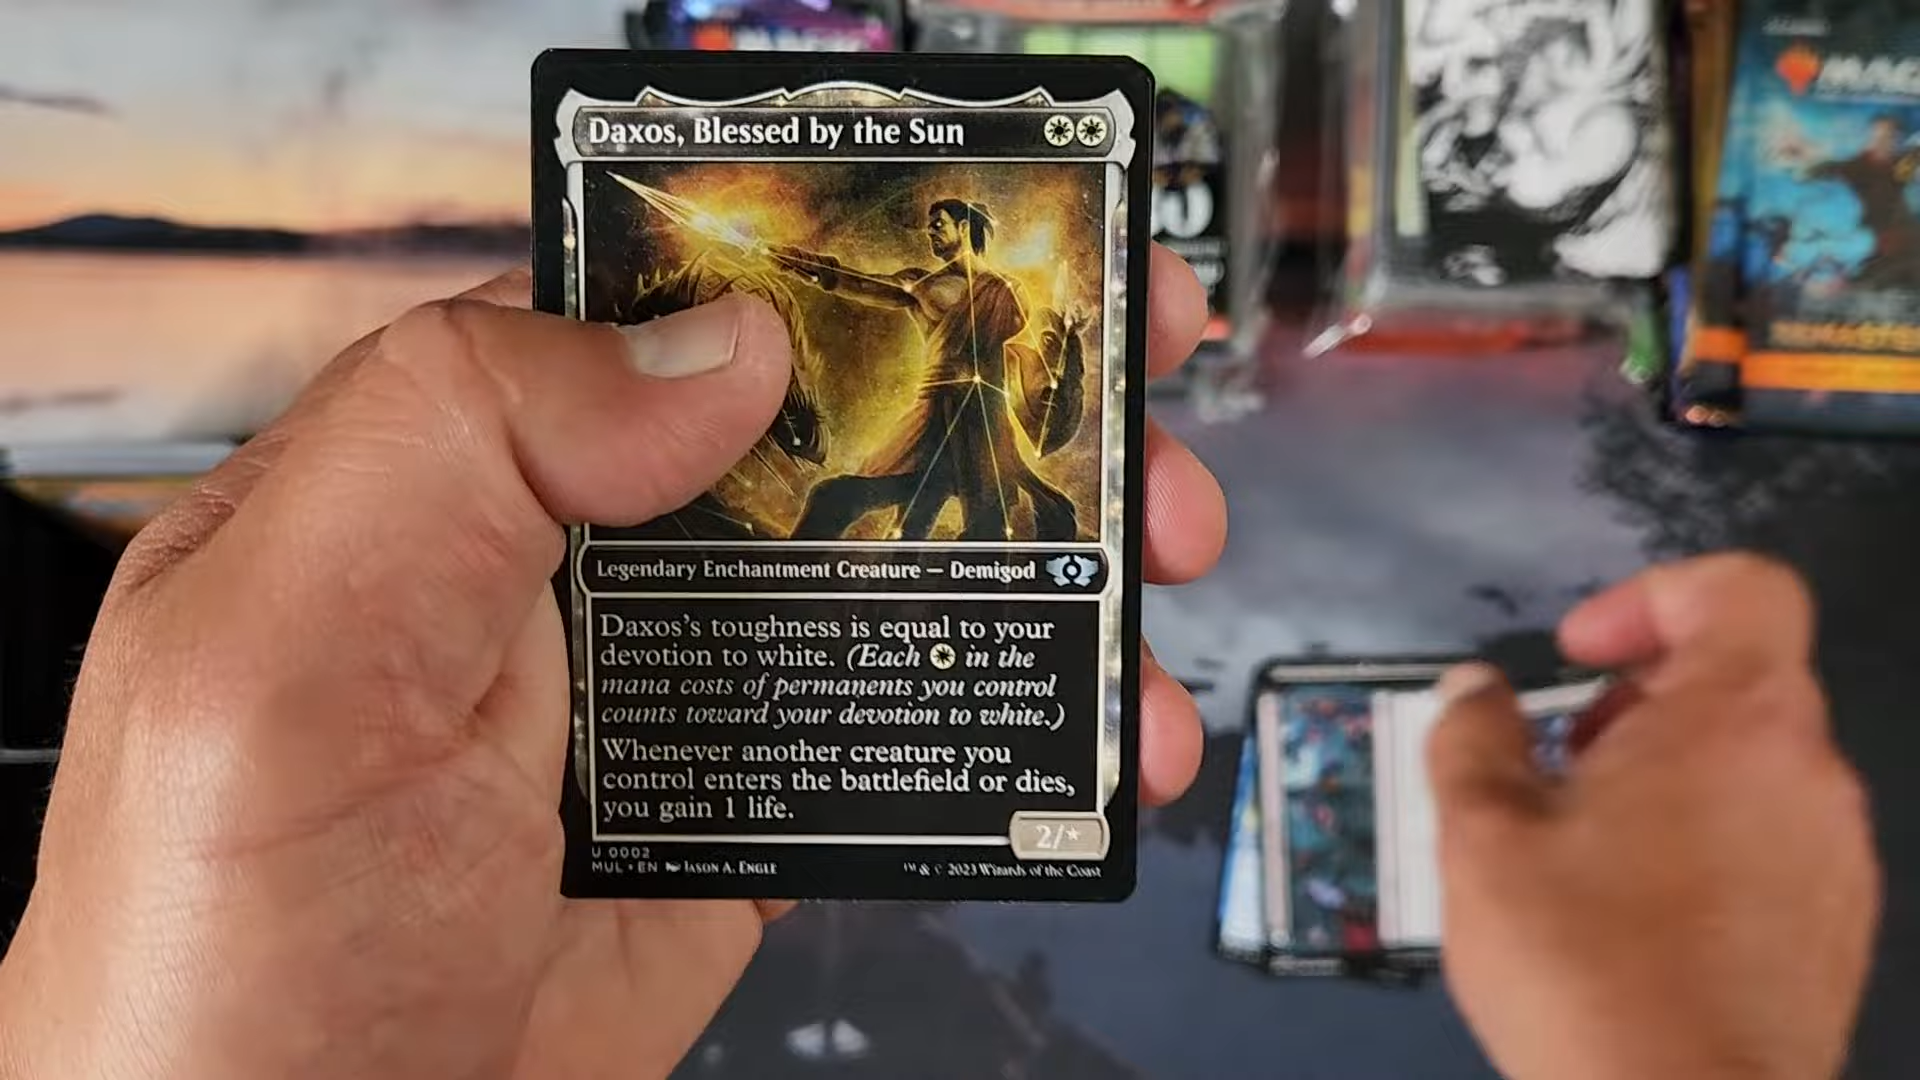 Daxos, Blessed by the Sun
Legendary Enchantment Creature — Demigod
Daxos's toughness is equal to your
devotion to white. (Each in the
mana costs of permanents you control
counts toward your devotion to white.)
Whenever another creature you
control enters the battlefield or dies,
you gain 1 life.
2/*
U 0002
MUL • EN Jason A. Engle
™ & © 2023 Wizards of the Coast